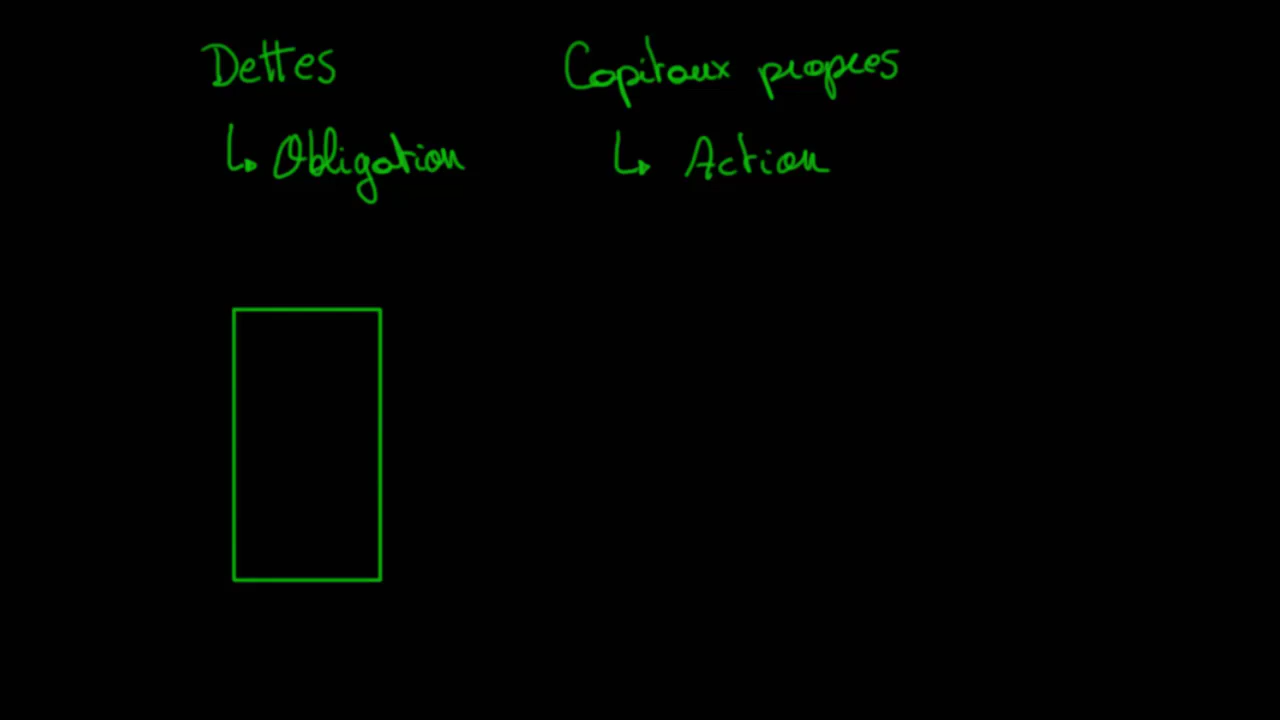 Dettes Capitaux propres
↳ Obligation ↳ Action